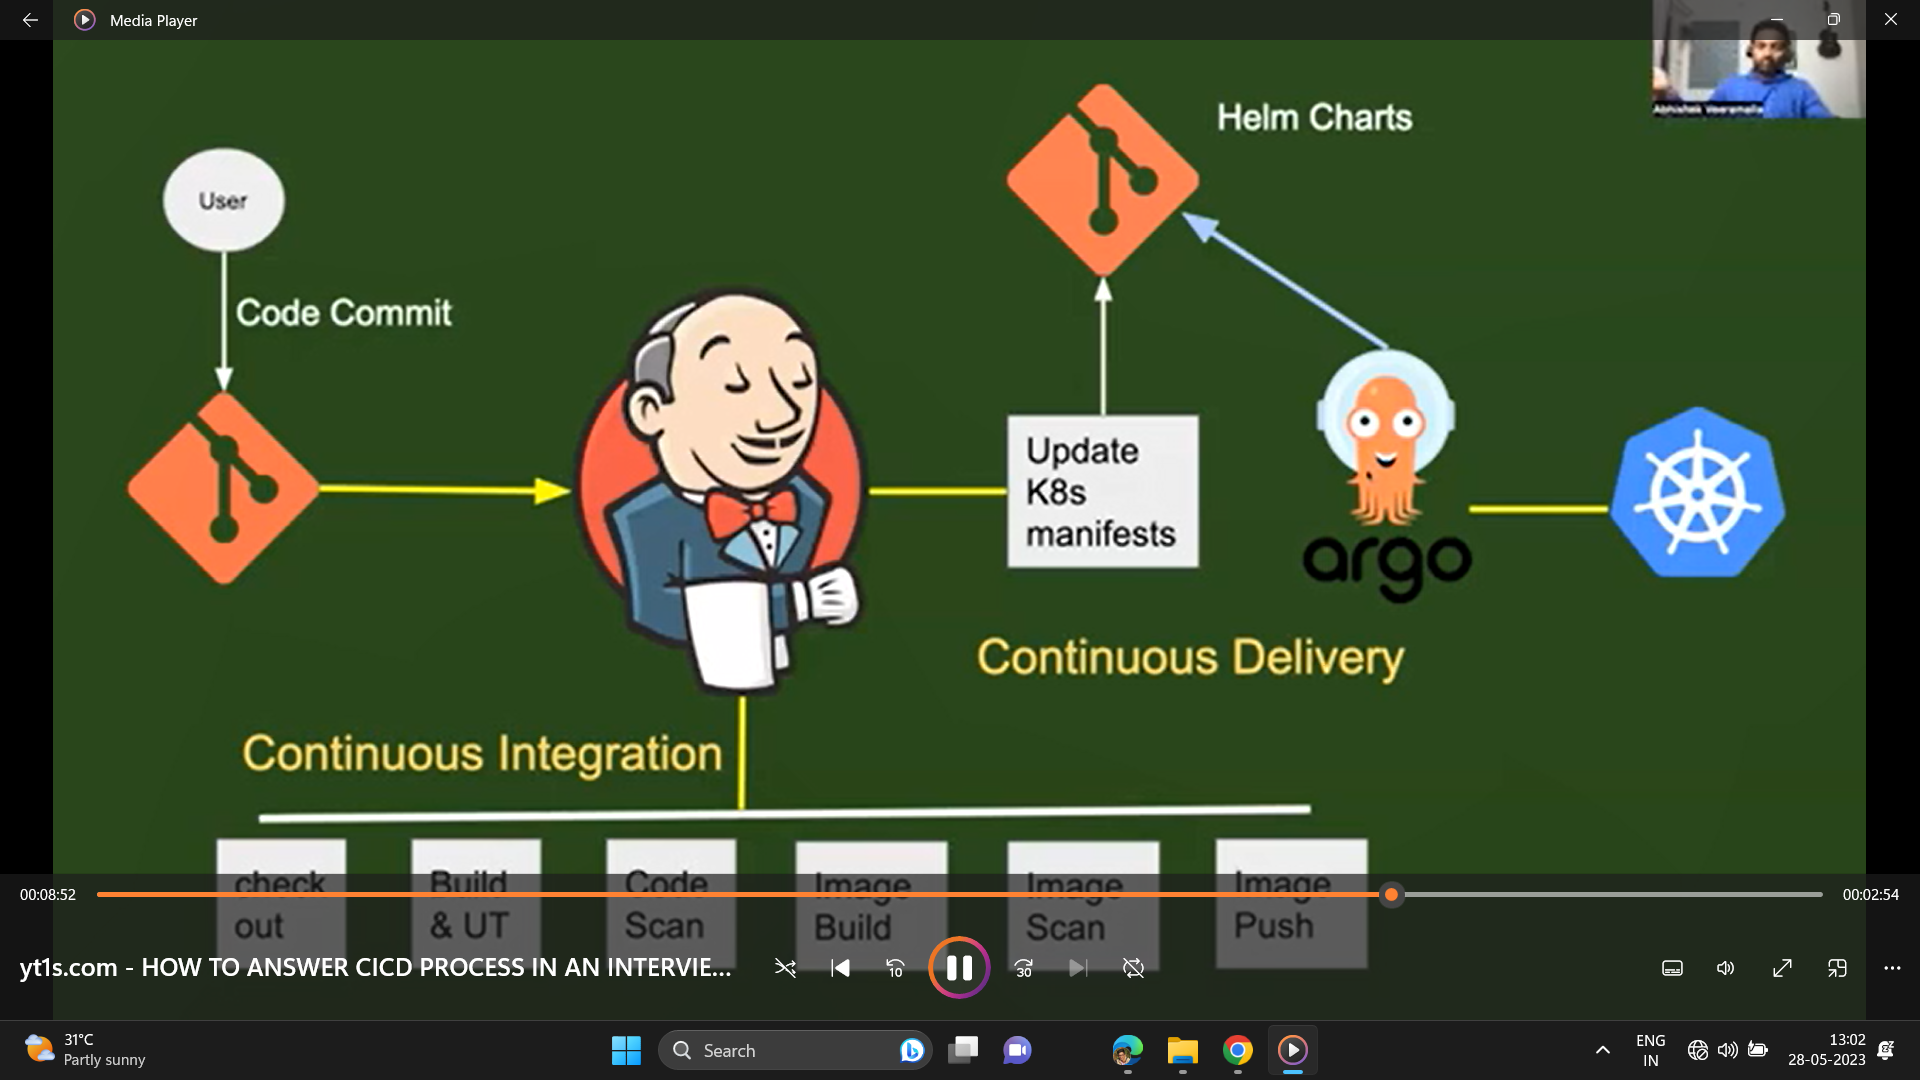 Media Player
Abhishek Veeramalla
Helm Charts
User
Code Commit
Update
K8s
manifests
argo
Continuous Delivery
Continuous Integration
check
out
Build
& UT
Code
Scan
Image
Build
Image
Scan
Image
Push
00:08:52
00:02:54
yt1s.com - HOW TO ANSWER CICD PROCESS IN AN INTERVIE...
10
30
31°C
Partly sunny
Search
ENG
IN
13:02
28-05-2023